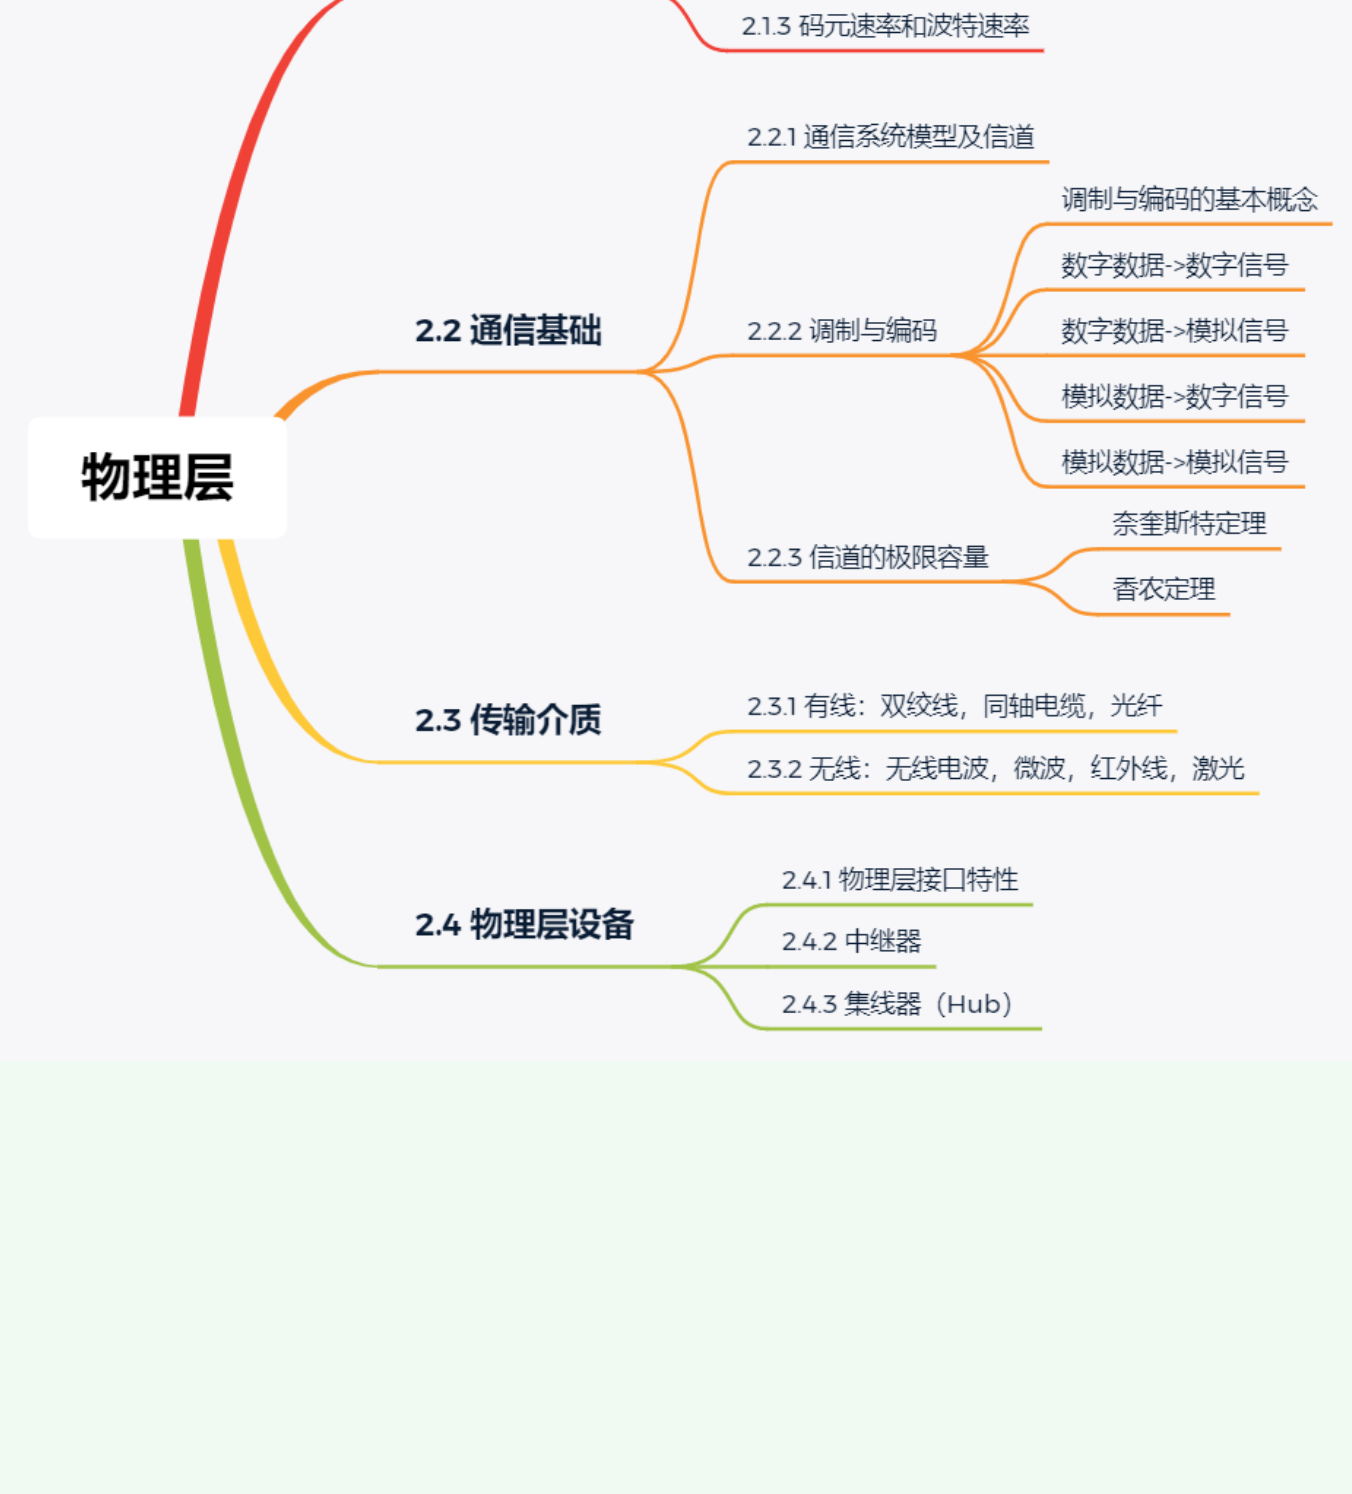 2.1.3 码元速率和波特速率
2.2.1 通信系统模型及信道
调制与编码的基本概念
数字数据->数字信号
2.2 通信基础
2.2.2 调制与编码
数字数据->模拟信号
模拟数据->数字信号
模拟数据->模拟信号
物理层
奈奎斯特定理
2.2.3 信道的极限容量
香农定理
2.3 传输介质
2.3.1 有线：双绞线，同轴电缆，光纤
2.3.2 无线：无线电波，微波，红外线，激光
2.4 物理层设备
2.4.1 物理层接口特性
2.4.2 中继器
2.4.3 集线器（Hub）